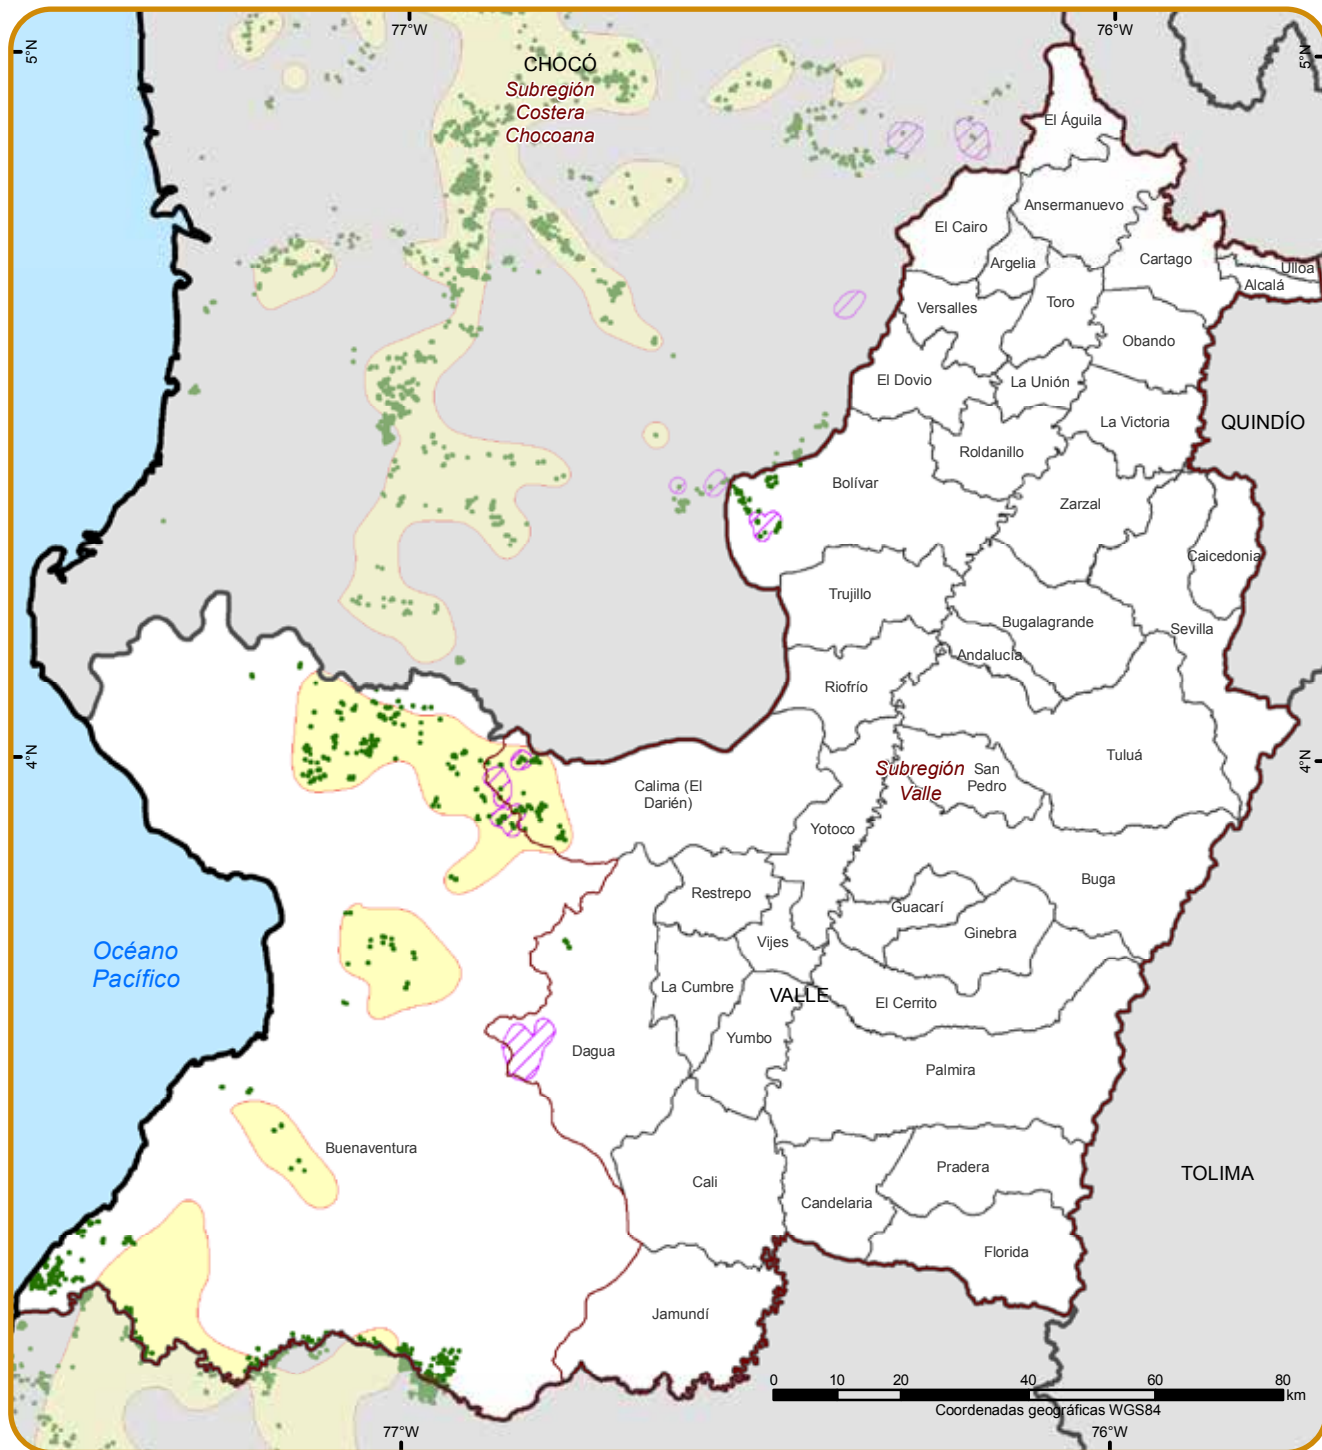 77°W
76°W
5°N
5°N
CHOCÓ
Subregión
Costera
Chocoana
El Águila
Ansermanuevo
El Cairo
Argelia
Cartago
Ulloa
Alcalá
Versalles
Toro
Obando
El Dovio
La Unión
La Victoria
QUINDÍO
Roldanillo
Bolívar
Zarzal
Caicedonia
Trujillo
Bugalagrande
Sevilla
Andalucía
Riofrío
4°N
4°N
Tuluá
Subregión
Valle
San
Pedro
Calima (El
Darién)
Yotoco
Buga
Restrepo
Guacarí
Ginebra
Vijes
Océano
Pacífico
La Cumbre
VALLE
El Cerrito
Yumbo
Dagua
Palmira
Buenaventura
Pradera
TOLIMA
Cali
Candelaria
Florida
Jamundí
0 10 20 40 60 80
km
Coordenadas geográficas WGS84
77°W
76°W